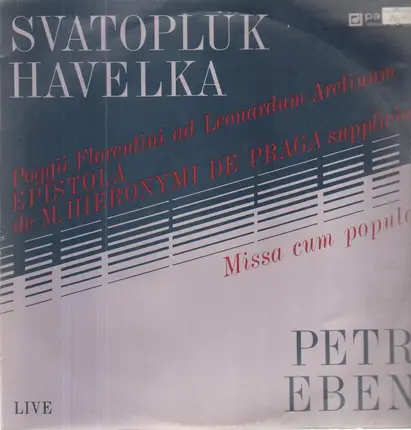 SVATOPLUK
HAVELKA
pa
Poggii Florentini ad Leonardum Aretinum
EPISTOLA
de M. HIERONYMI DE PRAGA supplicio
Missa cum populo
PETR
EBEN
LIVE